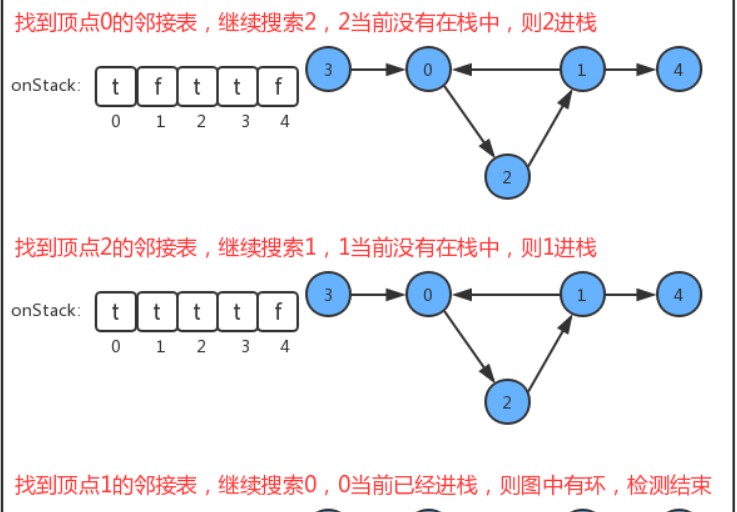 找到顶点0的邻接表，继续搜索2，2当前没有在栈中，则2进栈
3 0 1 4
onStack: t f t t f
0 1 2 3 4
2
找到顶点2的邻接表，继续搜索1，1当前没有在栈中，则1进栈
3 0 1 4
onStack: t t t t f
0 1 2 3 4
2
找到顶点1的邻接表，继续搜索0，0当前已经进栈，则图中有环，检测结束